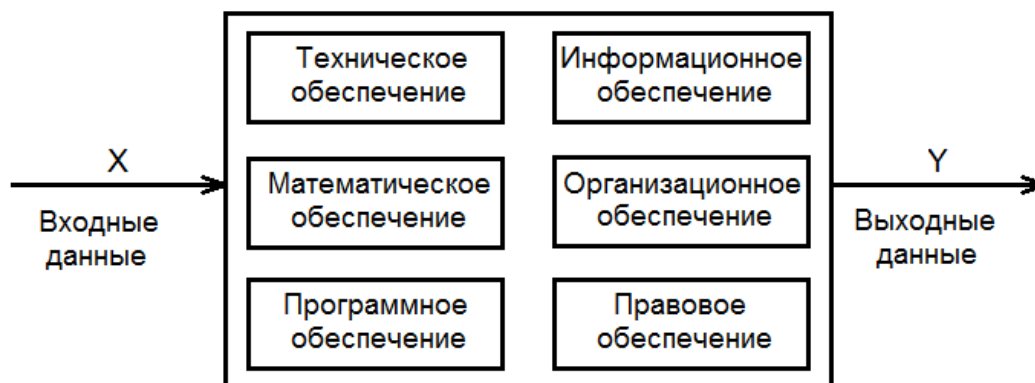 Техническое
обеспечение
Информационное
обеспечение
X
Входные
данные
Математическое
обеспечение
Организационное
обеспечение
Y
Выходные
данные
Программное
обеспечение
Правовое
обеспечение